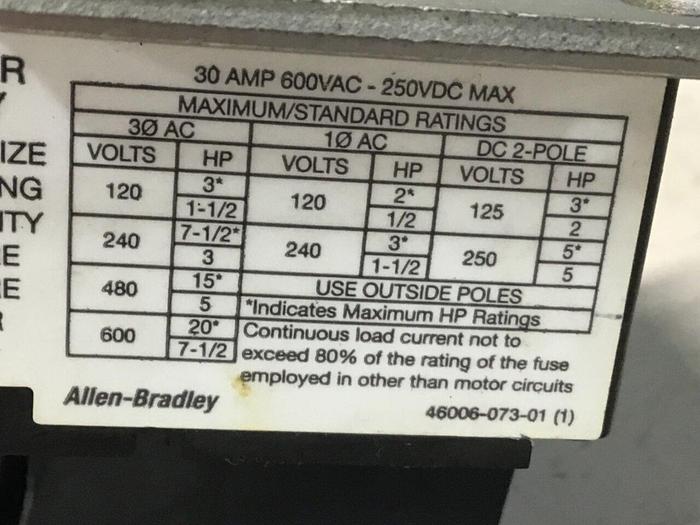 R
Y
IZE
NG
ITY
E
E
R
30 AMP 600VAC - 250VDC MAX
MAXIMUM/STANDARD RATINGS
3Ø AC 1Ø AC DC 2-POLE
VOLTS HP VOLTS HP VOLTS HP
120 3* 120 2* 125 3*
1-1/2 1/2 2
240 7-1/2* 240 3* 250 5*
3 1-1/2 5
480 15* USE OUTSIDE POLES
5 *Indicates Maximum HP Ratings
600 20* Continuous load current not to
7-1/2 exceed 80% of the rating of the fuse
employed in other than motor circuits
Allen-Bradley 46006-073-01 (1)